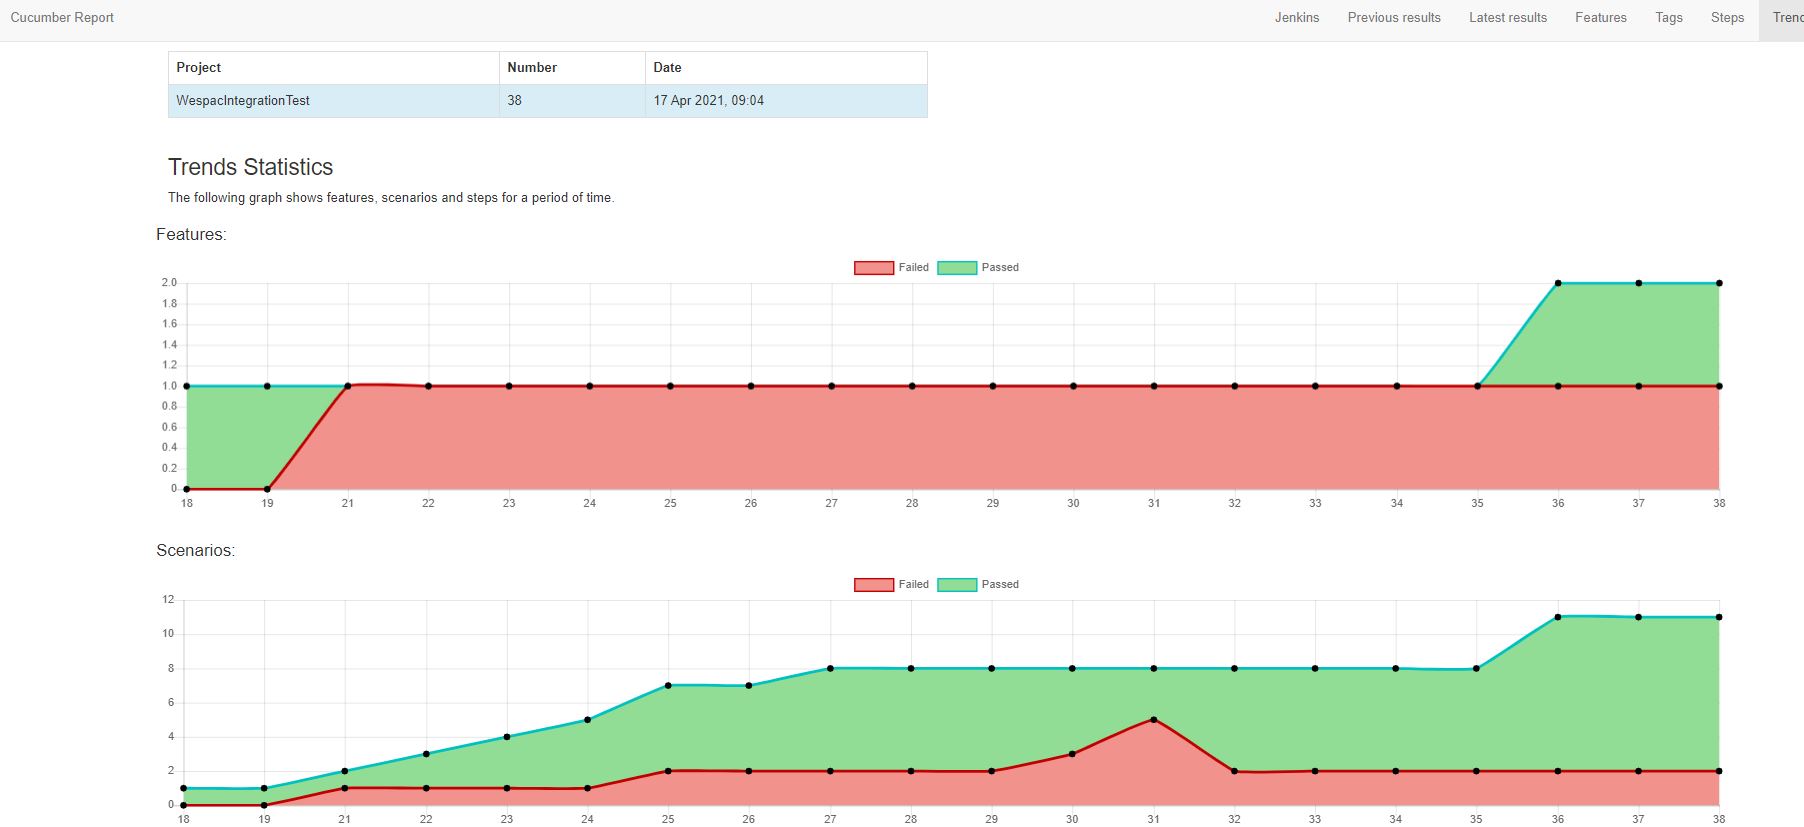 Cucumber Report Jenkins Previous results Latest results Features Tags Steps Trend
Project Number Date
WespacIntegrationTest 38 17 Apr 2021, 09:04
Trends Statistics
The following graph shows features, scenarios and steps for a period of time.
Features:
Failed Passed
2.0
1.8
1.6
1.4
1.2
1.0
0.8
0.6
0.4
0.2
0
18 19 21 22 23 24 25 26 27 28 29 30 31 32 33 34 35 36 37 38
Scenarios:
Failed Passed
12
10
8
6
4
2
0
18 19 21 22 23 24 25 26 27 28 29 30 31 32 33 34 35 36 37 38